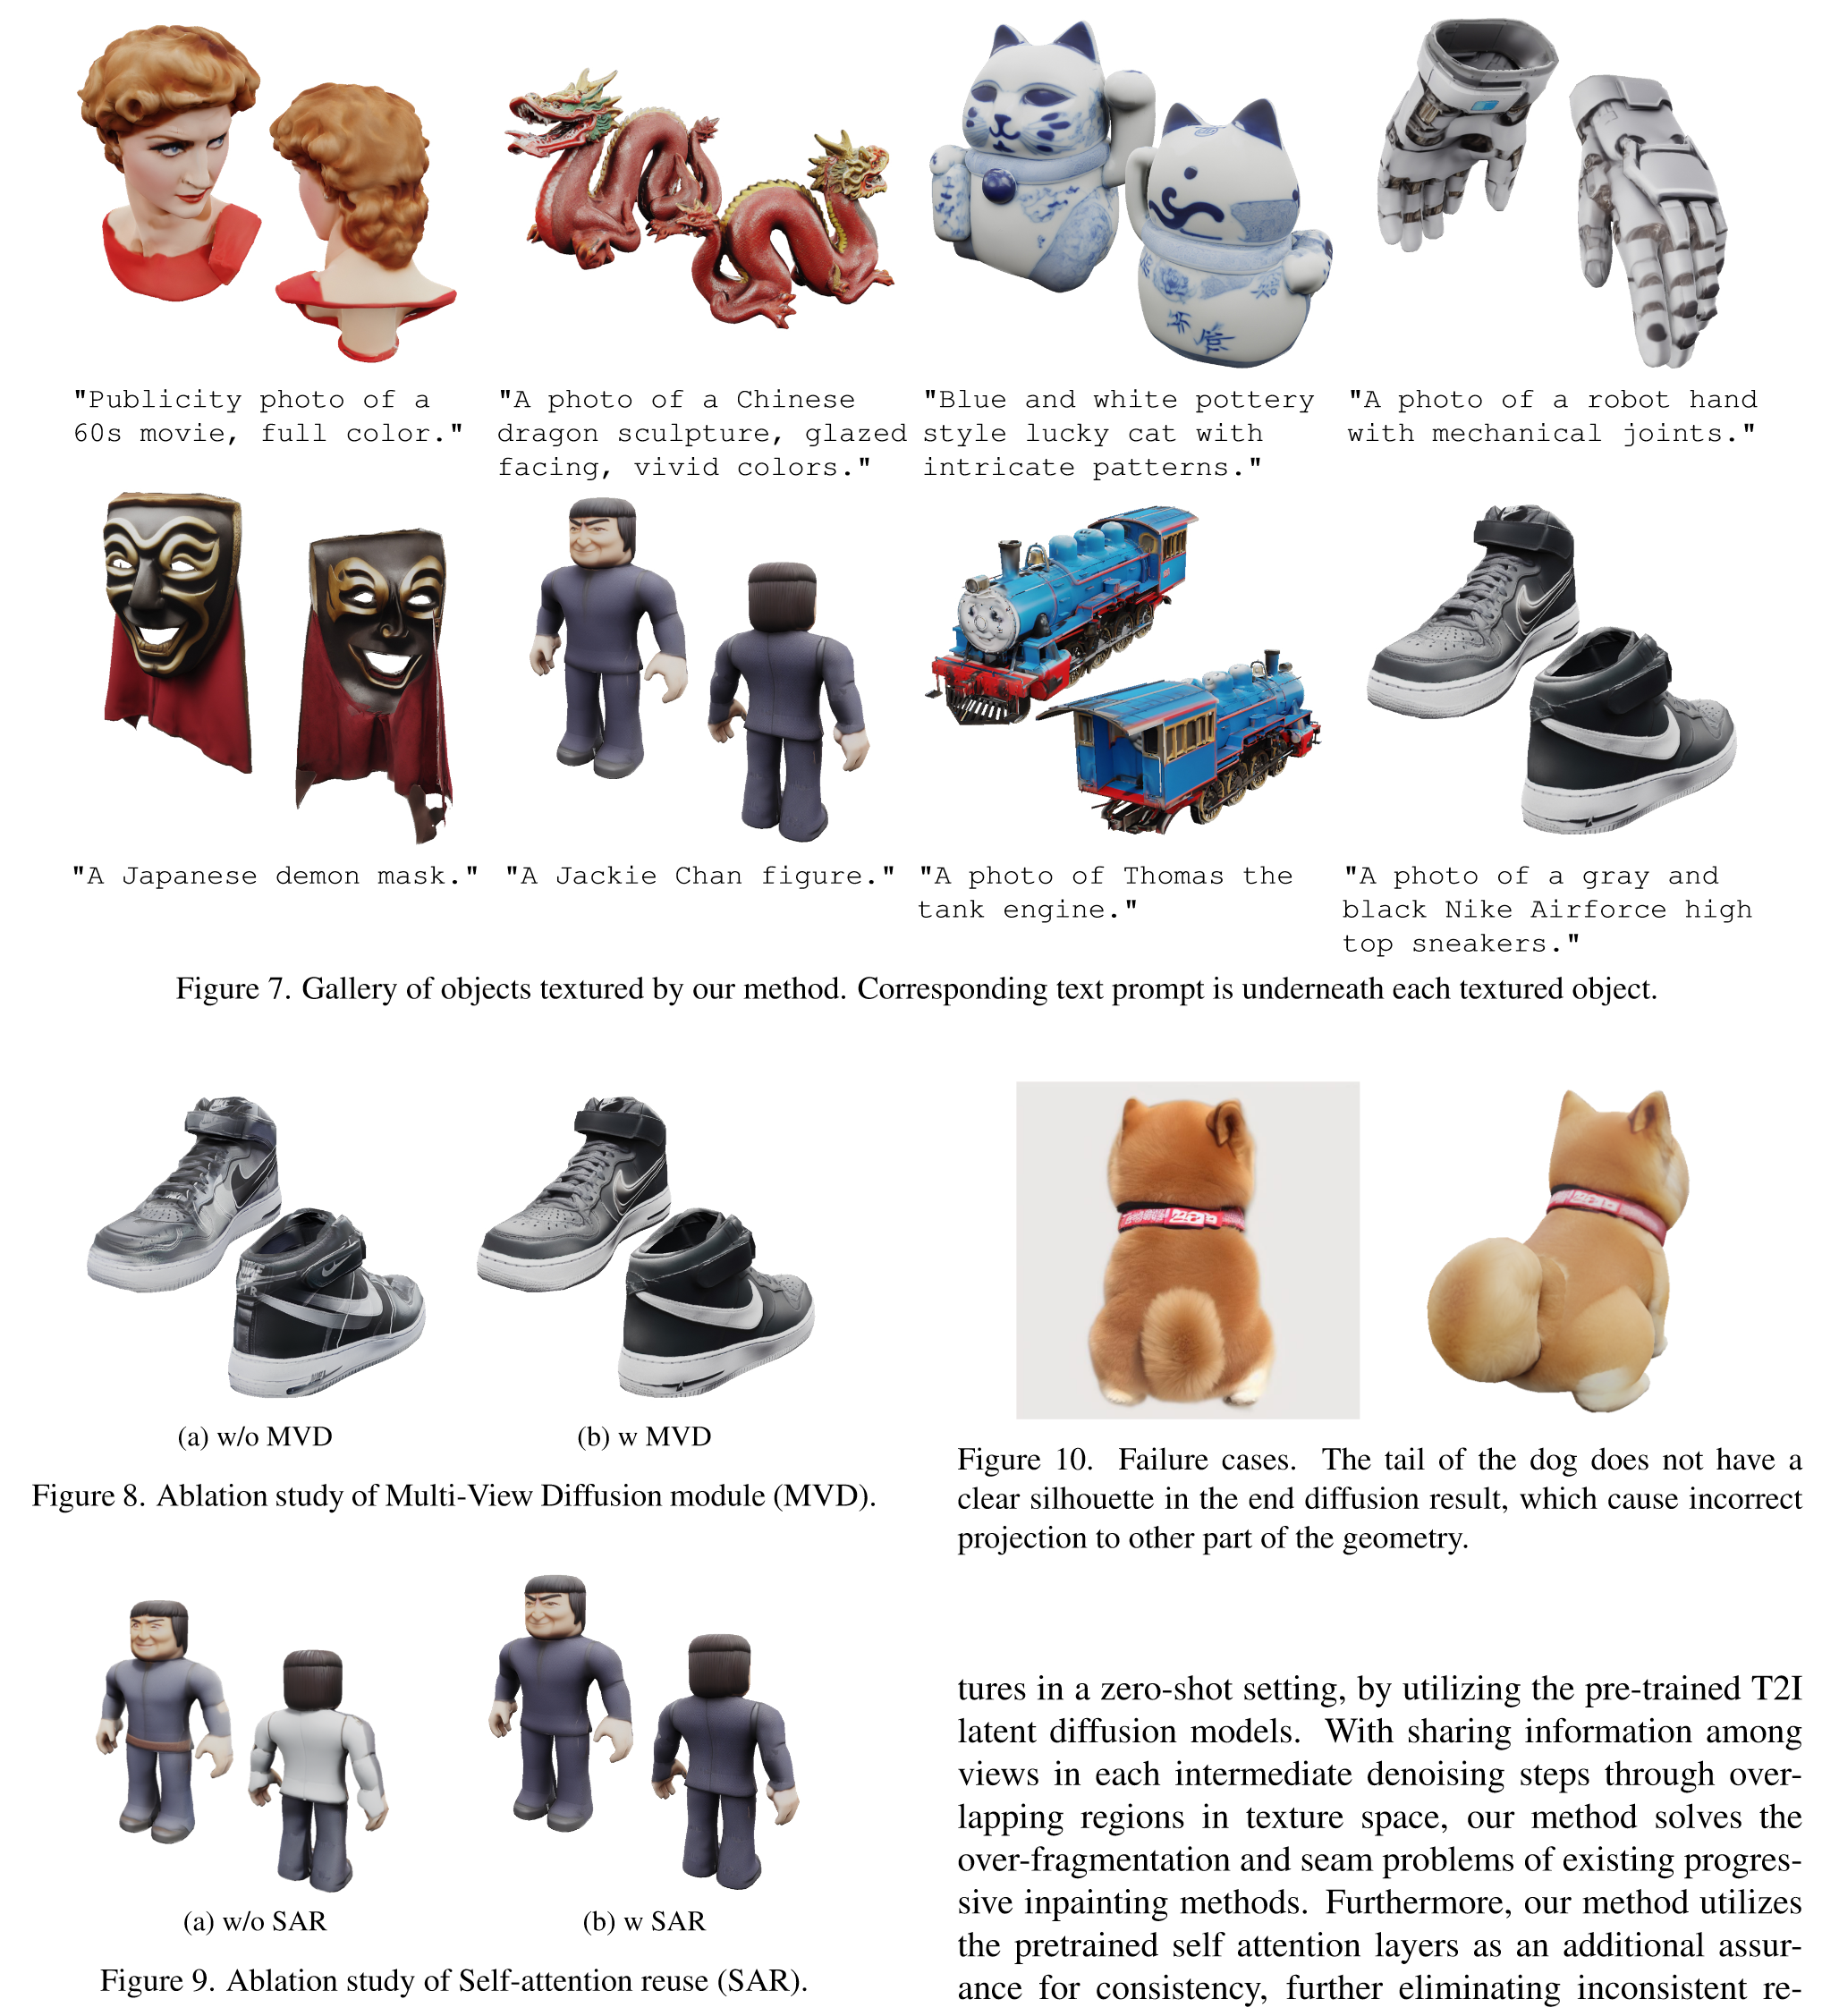 "Publicity photo of a
60s movie, full color."
"A photo of a Chinese
dragon sculpture, glazed
facing, vivid colors."
"Blue and white pottery
style lucky cat with
intricate patterns."
"A photo of a robot hand
with mechanical joints."
"A Japanese demon mask."
"A Jackie Chan figure."
"A photo of Thomas the
tank engine."
"A photo of a gray and
black Nike Airforce high
top sneakers."
Figure 7. Gallery of objects textured by our method. Corresponding text prompt is underneath each textured object.
(a) w/o MVD
(b) w MVD
Figure 8. Ablation study of Multi-View Diffusion module (MVD).
(a) w/o SAR
(b) w SAR
Figure 9. Ablation study of Self-attention reuse (SAR).
Figure 10. Failure cases. The tail of the dog does not have a
clear silhouette in the end diffusion result, which cause incorrect
projection to other part of the geometry.
tures in a zero-shot setting, by utilizing the pre-trained T2I
latent diffusion models. With sharing information among
views in each intermediate denoising steps through over-
lapping regions in texture space, our method solves the
over-fragmentation and seam problems of existing progres-
sive inpainting methods. Furthermore, our method utilizes
the pretrained self attention layers as an additional assur-
ance for consistency, further eliminating inconsistent re-